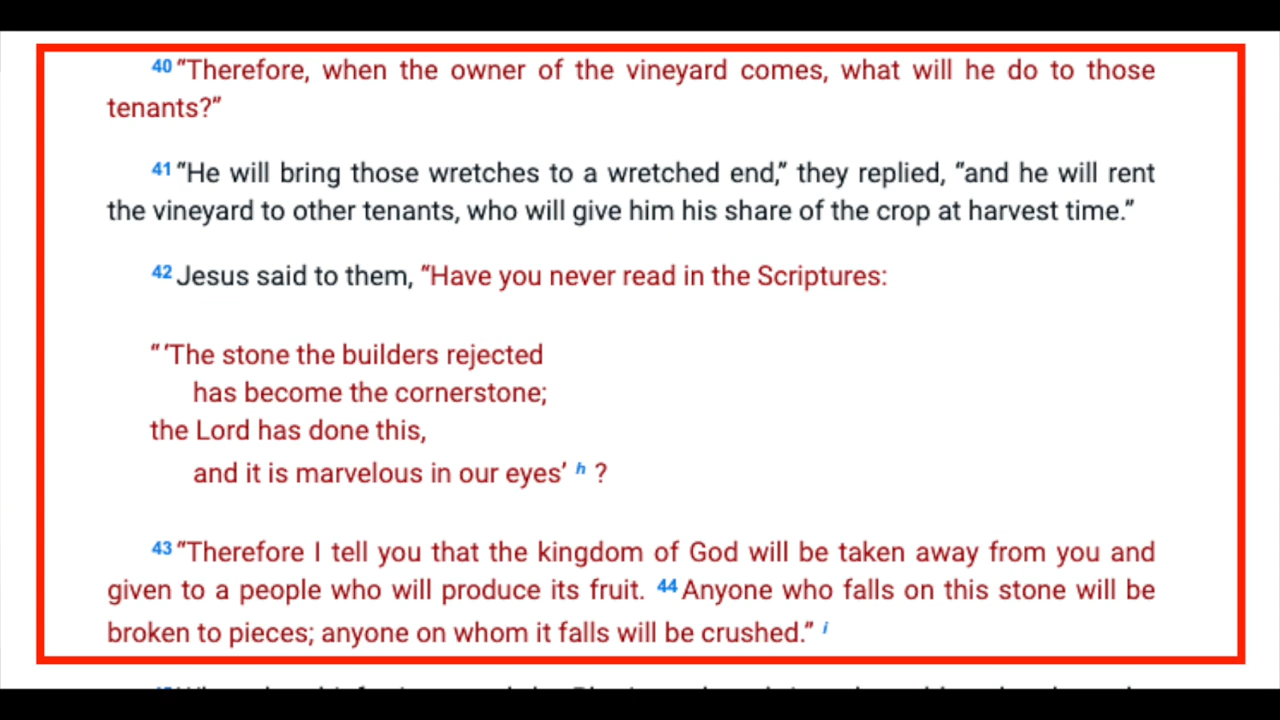 40 “Therefore, when the owner of the vineyard comes, what will he do to those
tenants?”
41 “He will bring those wretches to a wretched end,” they replied, “and he will rent
the vineyard to other tenants, who will give him his share of the crop at harvest time.”
42 Jesus said to them, “Have you never read in the Scriptures:
“ ‘The stone the builders rejected
has become the cornerstone;
the Lord has done this,
and it is marvelous in our eyes’ h ?
43 “Therefore I tell you that the kingdom of God will be taken away from you and
given to a people who will produce its fruit. 44 Anyone who falls on this stone will be
broken to pieces; anyone on whom it falls will be crushed.” i